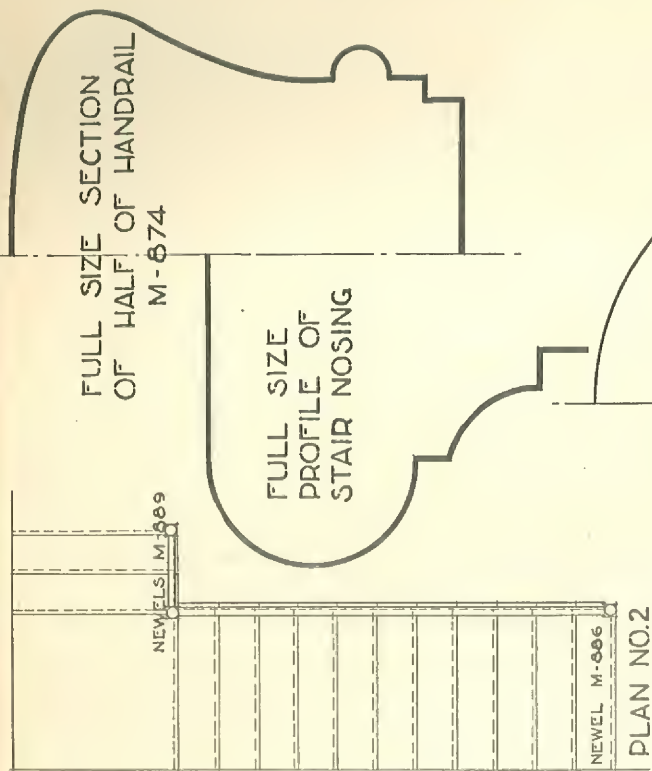 FULL SIZE SECTION
OF HALF OF HANDRAIL
M-874
FULL SIZE
PROFILE OF
STAIR NOSING
NEWELS M-889
NEWEL M-886
PLAN NO.2